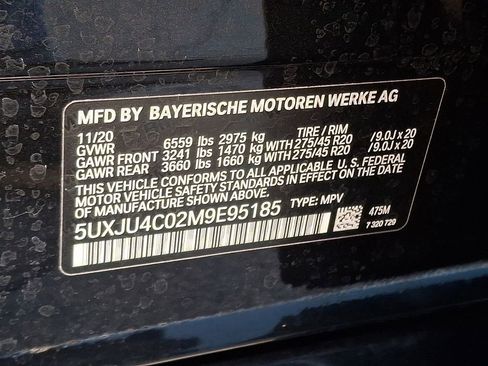 MFD BY BAYERISCHE MOTOREN WERKE AG
11/20 TIRE / RIM
GVWR 6559 lbs 2975 kg
GAWR FRONT 3241 lbs 1470 kg WITH 275/45 R20 /9.0J x 20
GAWR REAR 3660 lbs 1660 kg WITH 275/45 R20 /9.0J x 20
THIS VEHICLE CONFORMS TO ALL APPLICABLE U.S. FEDERAL
MOTOR VEHICLE SAFETY STANDARDS IN EFFECT ON THE DATE
OF MANUFACTURE SHOWN ABOVE.
5UXJU4C02M9E95185 TYPE: MPV
475M
7 320 729